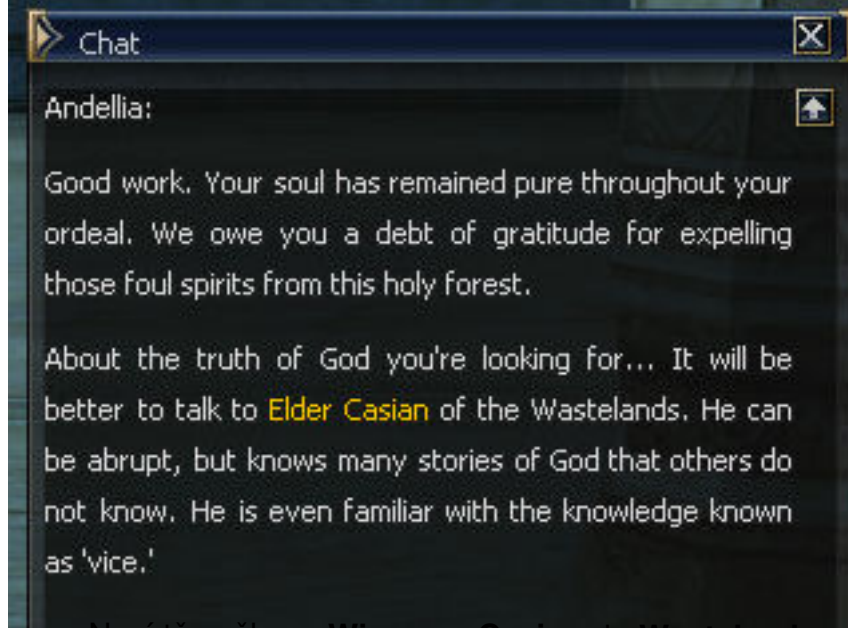 Chat
Andellia:
Good work. Your soul has remained pure throughout your
ordeal. We owe you a debt of gratitude for expelling
those foul spirits from this holy forest.
About the truth of God you're looking for... It will be
better to talk to Elder Casian of the Wastelands. He can
be abrupt, but knows many stories of God that others do
not know. He is even familiar with the knowledge known
as 'vice.'